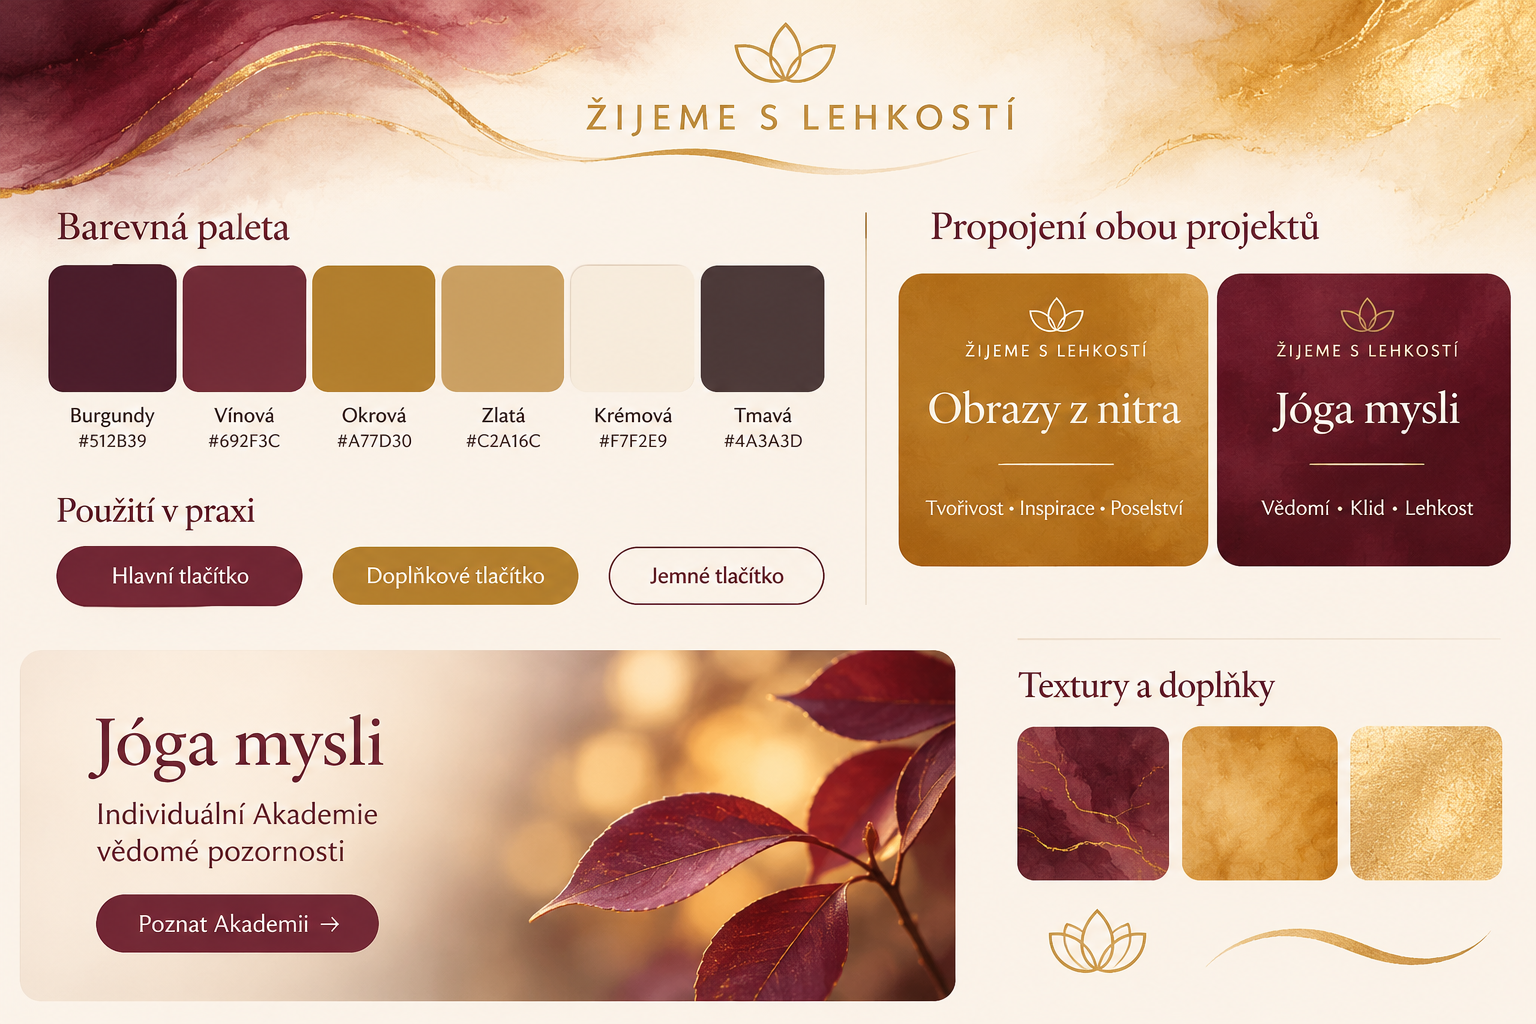 ŽIJEME S LEHKOSTÍ
Barevná paleta
Burgundy
#512B39
Vínová
#692F3C
Okrová
#A77D30
Zlatá
#C2A16C
Krémová
#F7F2E9
Tmavá
#4A3A3D
Použití v praxi
Hlavní tlačítko
Doplňkové tlačítko
Jemné tlačítko
Propojení obou projektů
ŽIJEME S LEHKOSTÍ
Obrazy z nitra
Tvořivost • Inspirace • Poselství
ŽIJEME S LEHKOSTÍ
Jóga mysli
Vědomí • Klid • Lehkost
Jóga mysli
Individuální Akademie
vědomé pozornosti
Poznat Akademii →
Textury a doplňky